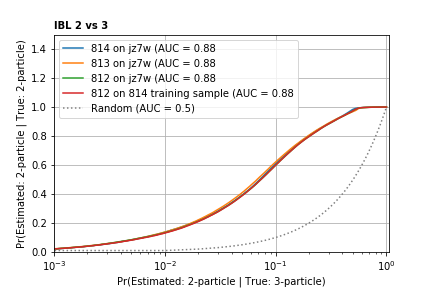 IBL 2 vs 3
1.4
1.2
1.0
0.8
0.6
0.4
0.2
0.0
Pr(Estimated: 2-particle | True: 2-particle)
814 on jz7w (AUC = 0.88
813 on jz7w (AUC = 0.88
812 on jz7w (AUC = 0.88
812 on 814 training sample (AUC = 0.88
Random (AUC = 0.5)
10⁻³ 10⁻² 10⁻¹ 10⁰
Pr(Estimated: 2-particle | True: 3-particle)